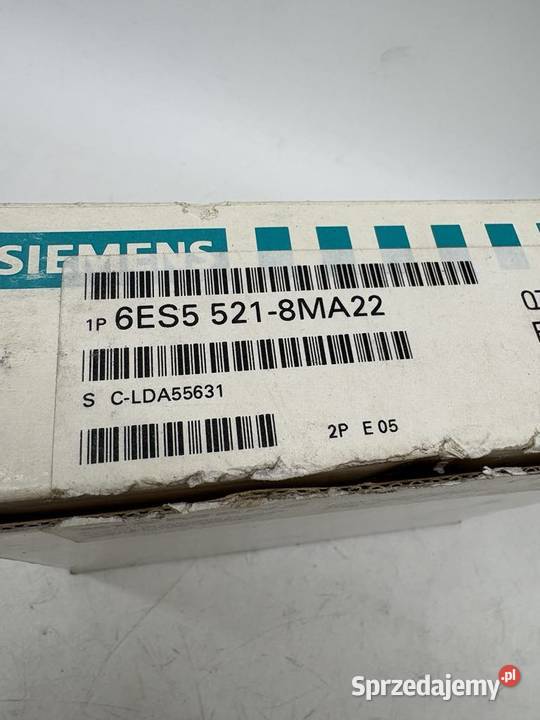 SIEMENS
1P 6ES5 521-8MA22
S C-LDA55631
2P E 05
Sprzedajemy.pl